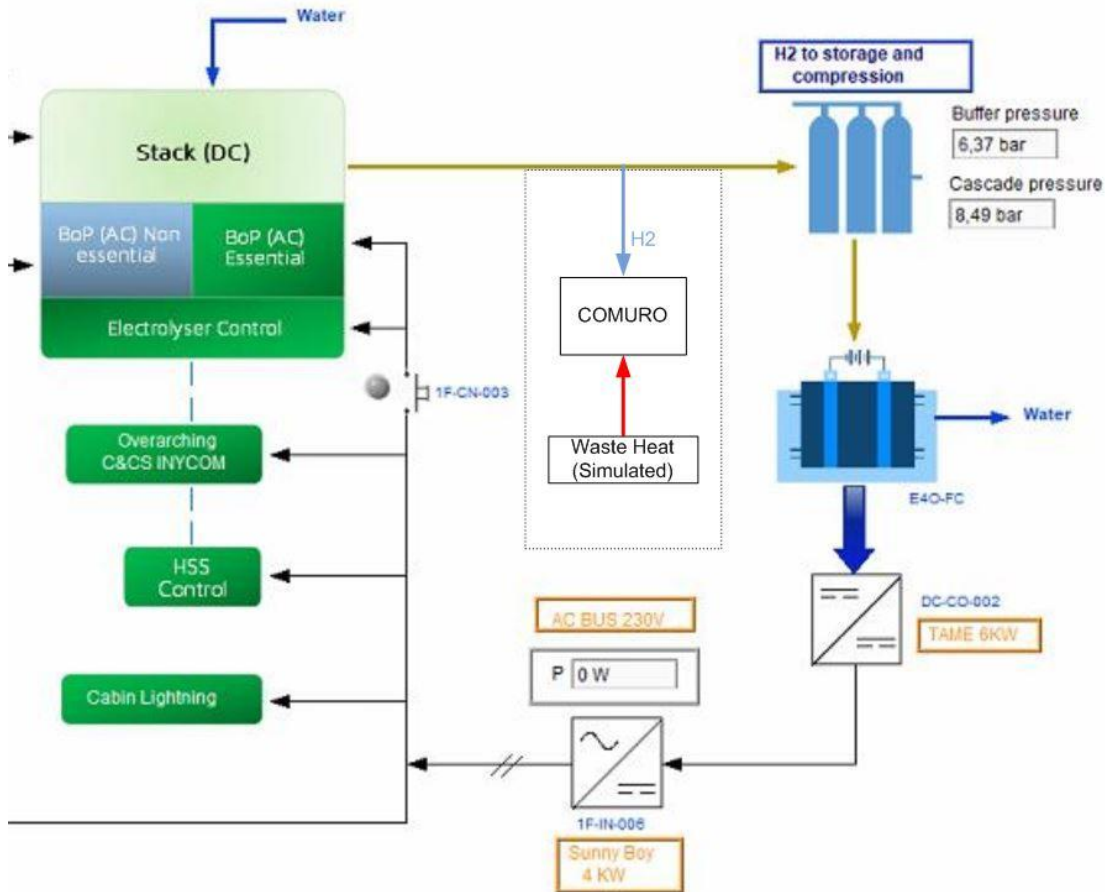 Water
H2 to storage and
compression
Buffer pressure
6,37 bar
Cascade pressure
8,49 bar
Stack (DC)
BoP (AC) Non
essential
BoP (AC)
Essential
Electrolyser Control
H2
COMURO
Waste Heat
(Simulated)
1F-CN-003
Overarching
C&CS INYCOM
HSS
Control
Cabin Lightning
Water
E4O-FC
DC-CO-002
TAME 6KW
AC BUS 230V
P 0 W
1F-IN-006
Sunny Boy
4 KW